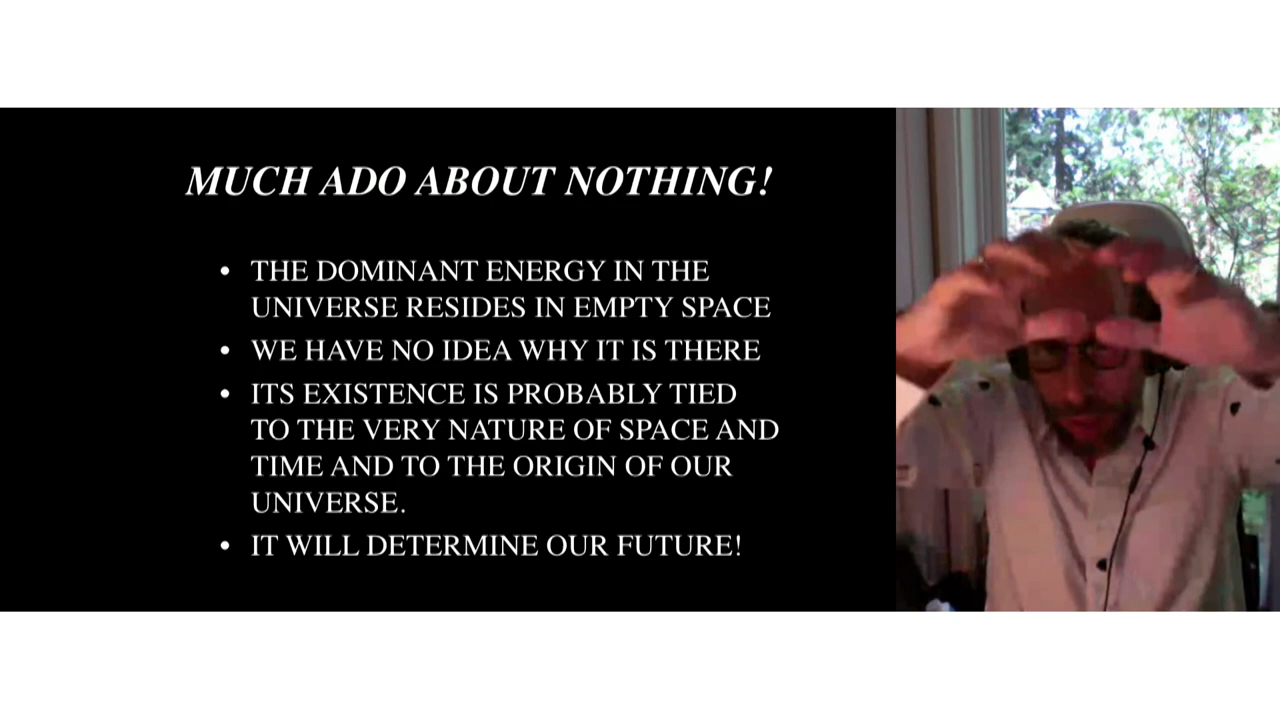 MUCH ADO ABOUT NOTHING!
• THE DOMINANT ENERGY IN THE
UNIVERSE RESIDES IN EMPTY SPACE
• WE HAVE NO IDEA WHY IT IS THERE
• ITS EXISTENCE IS PROBABLY TIED
TO THE VERY NATURE OF SPACE AND
TIME AND TO THE ORIGIN OF OUR
UNIVERSE.
• IT WILL DETERMINE OUR FUTURE!